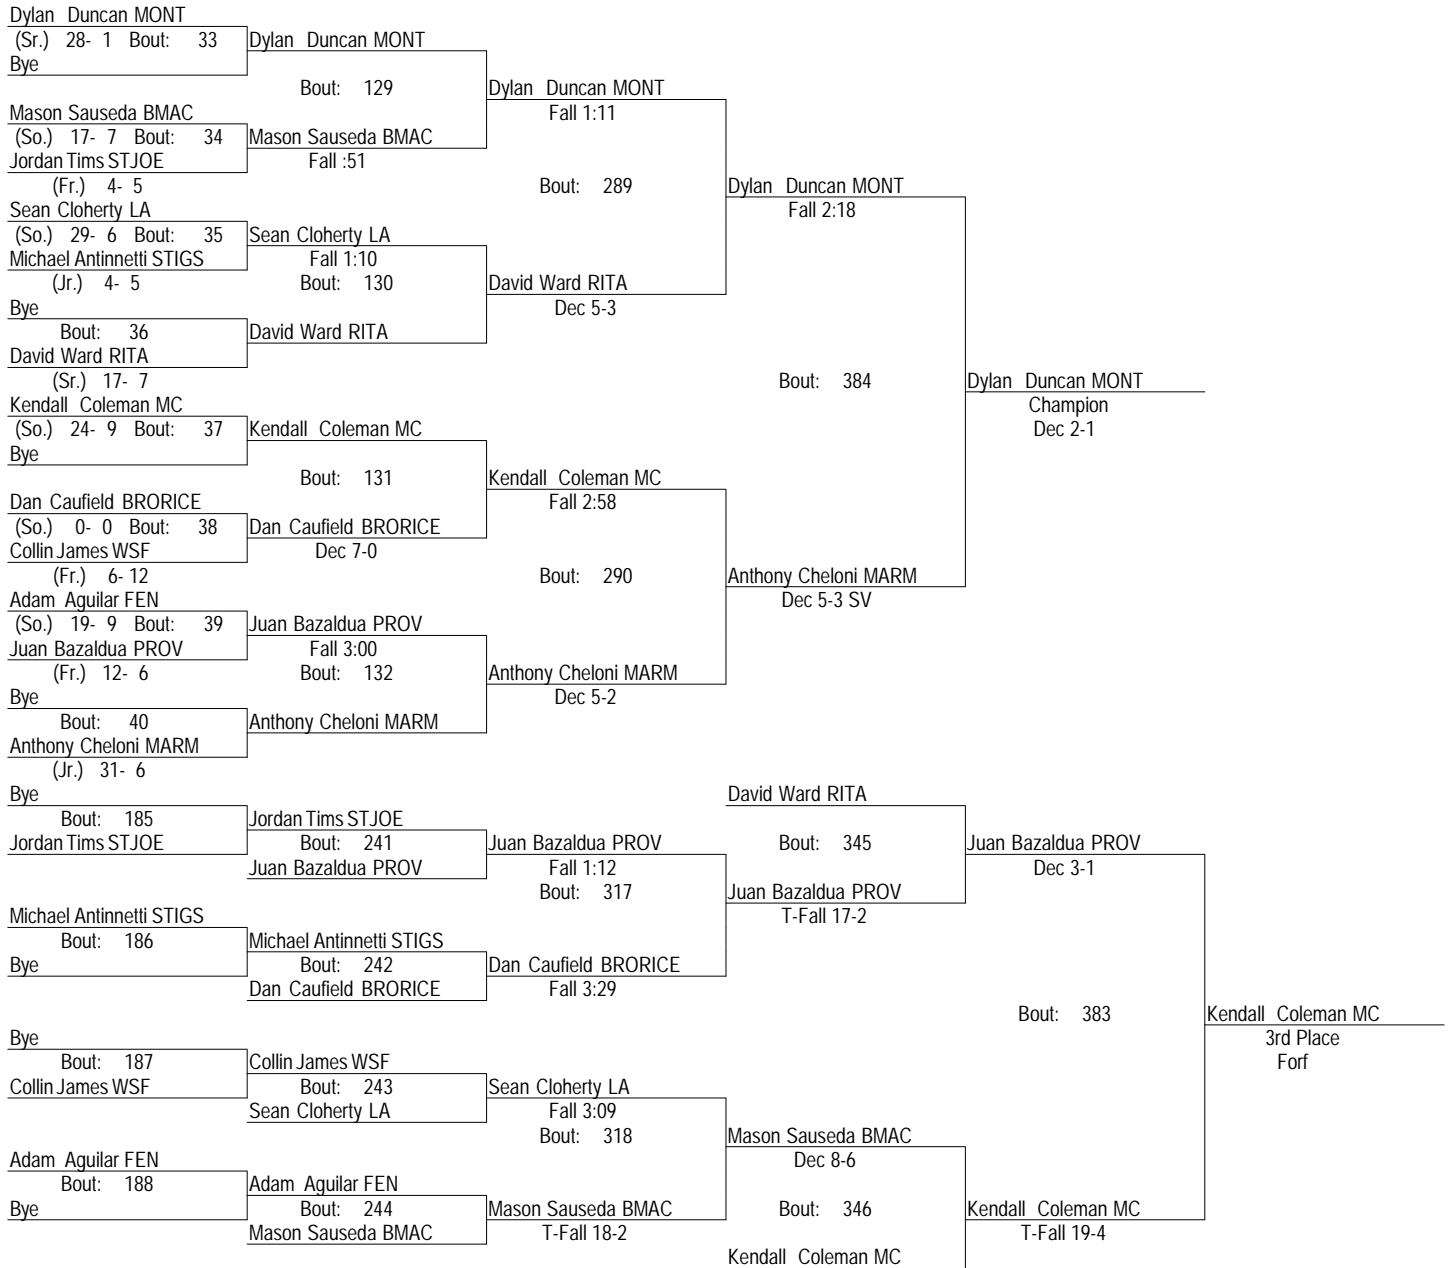 Dylan Duncan MONT
(Sr.) 28- 1 Bout: 33 Dylan Duncan MONT
Bye
Bout: 129 Dylan Duncan MONT
Mason Sauseda BMAC Fall 1:11
(So.) 17- 7 Bout: 34 Mason Sauseda BMAC
Jordan Tims STJOE Fall :51
(Fr.) 4- 5 Bout: 289 Dylan Duncan MONT
Sean Cloherty LA Fall 2:18
(So.) 29- 6 Bout: 35 Sean Cloherty LA
Michael Antinnetti STIGS Fall 1:10
(Jr.) 4- 5 Bout: 130 David Ward RITA
Bye Dec 5-3
Bout: 36 David Ward RITA
David Ward RITA
(Sr.) 17- 7 Bout: 384 Dylan Duncan MONT
Kendall Coleman MC Champion
(So.) 24- 9 Bout: 37 Kendall Coleman MC Dec 2-1
Bye
Bout: 131 Kendall Coleman MC
Dan Caufield BRORICE Fall 2:58
(So.) 0- 0 Bout: 38 Dan Caufield BRORICE
Collin James WSF Dec 7-0
(Fr.) 6- 12 Bout: 290 Anthony Cheloni MARM
Adam Aguilar FEN Dec 5-3 SV
(So.) 19- 9 Bout: 39 Juan Bazaldua PROV
Juan Bazaldua PROV Fall 3:00
(Fr.) 12- 6 Bout: 132 Anthony Cheloni MARM
Bye Dec 5-2
Bout: 40 Anthony Cheloni MARM
Anthony Cheloni MARM
(Jr.) 31- 6
Bye David Ward RITA
Bout: 185 Jordan Tims STJOE
Jordan Tims STJOE Bout: 241 Juan Bazaldua PROV Bout: 345 Juan Bazaldua PROV
Juan Bazaldua PROV Fall 1:12 Dec 3-1
Bout: 317 Juan Bazaldua PROV
Michael Antinnetti STIGS T-Fall 17-2
Bout: 186 Michael Antinnetti STIGS
Bye Bout: 242 Dan Caufield BRORICE
Dan Caufield BRORICE Fall 3:29
Bout: 383 Kendall Coleman MC
Bye 3rd Place
Bout: 187 Collin James WSF Forf
Collin James WSF Bout: 243 Sean Cloherty LA
Sean Cloherty LA Fall 3:09
Bout: 318 Mason Sauseda BMAC
Adam Aguilar FEN Dec 8-6
Bout: 188 Adam Aguilar FEN
Bye Bout: 244 Mason Sauseda BMAC Bout: 346 Kendall Coleman MC
Mason Sauseda BMAC T-Fall 18-2 T-Fall 19-4
Kendall Coleman MC